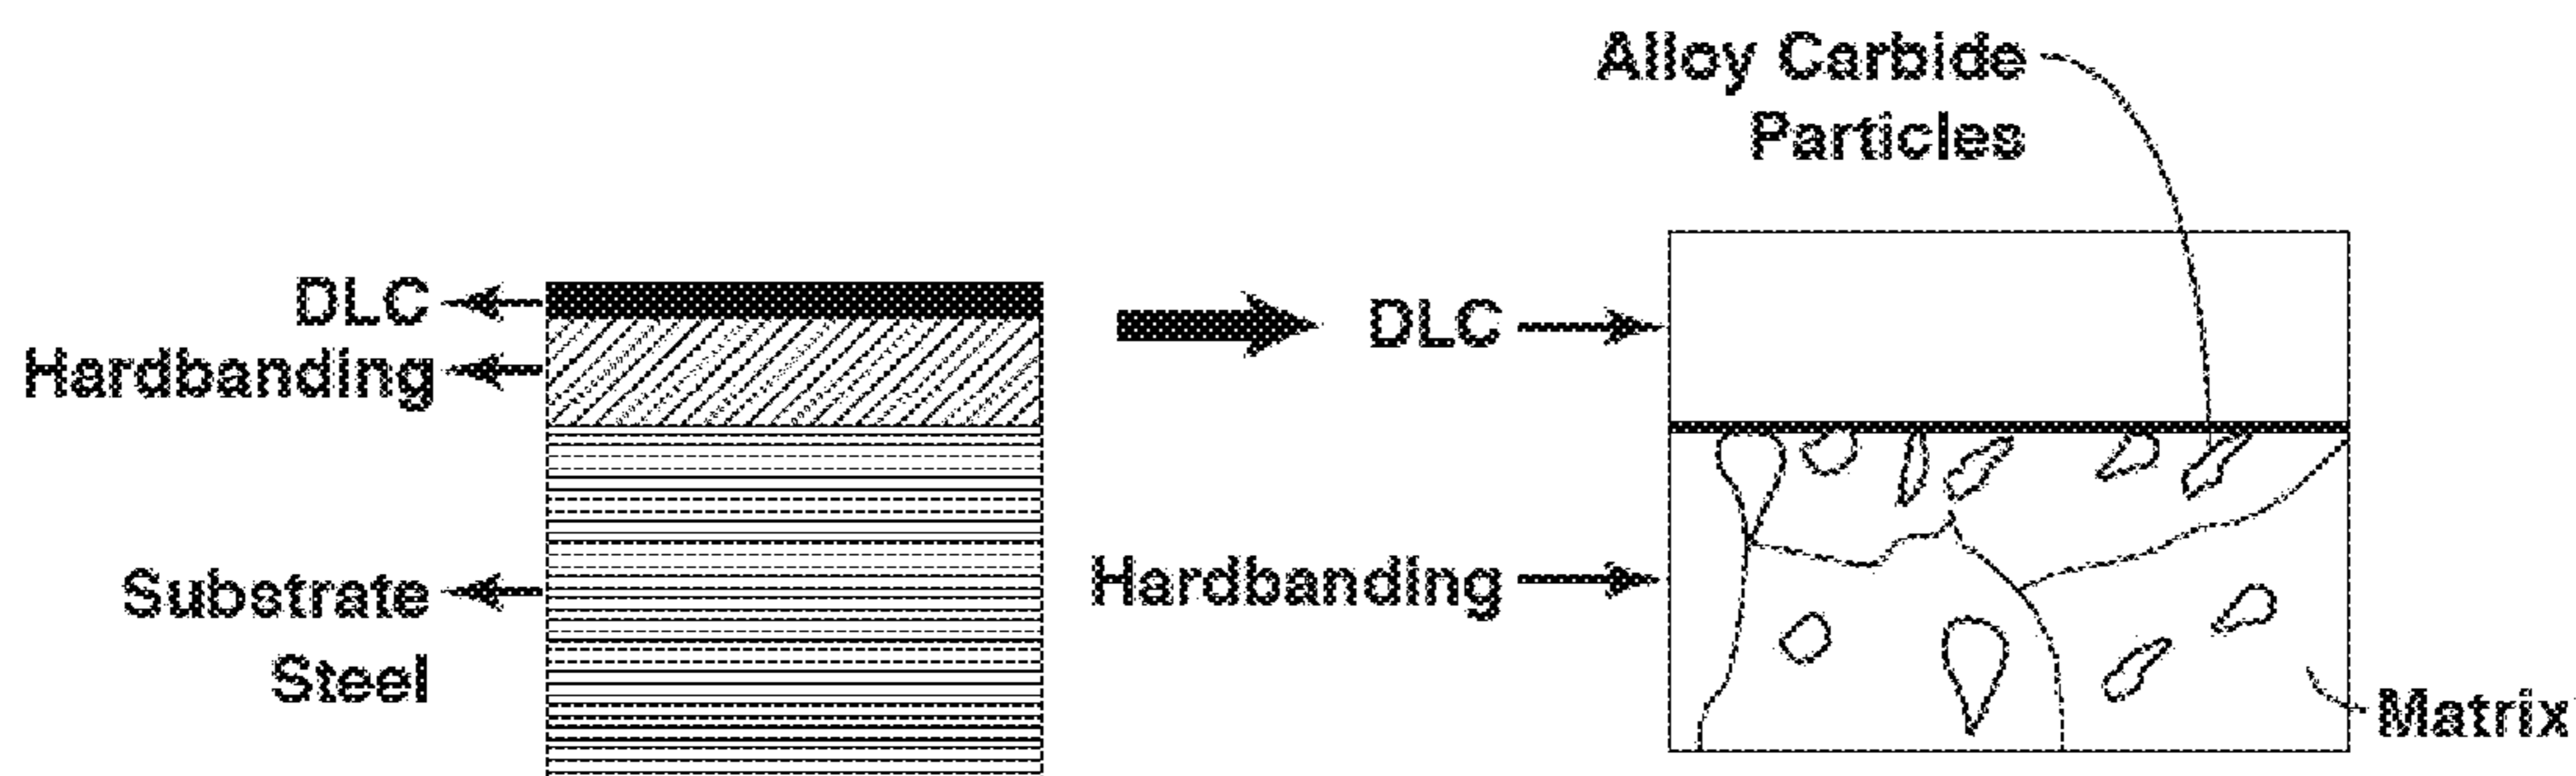 DLC
Hardbanding
Substrate
Steel
Alloy Carbide
Particles
DLC
Hardbanding
Matrix